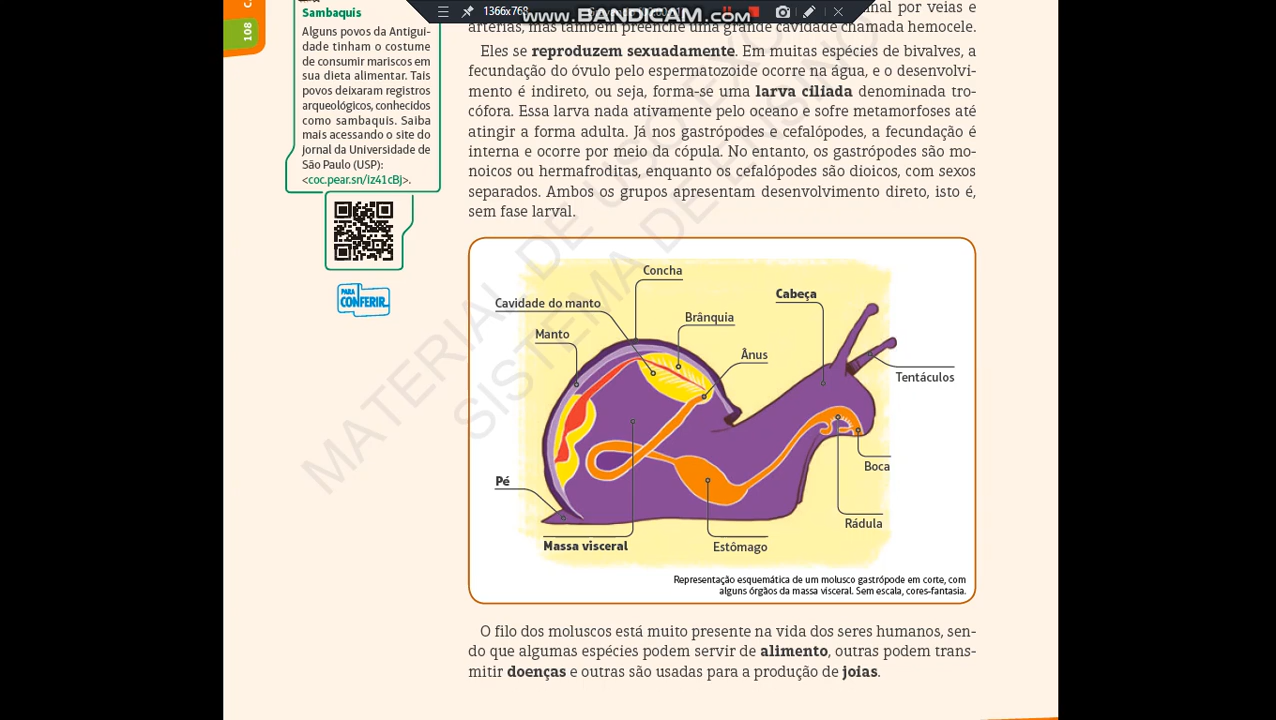 108
Sambaquis
Alguns povos da Antigui-
dade tinham o costume
de consumir mariscos em
sua dieta alimentar. Tais
povos deixaram registros
arqueológicos, conhecidos
como sambaquis. Saiba
mais acessando o site do
jornal da Universidade de
São Paulo (USP):
<coc.pear.sn/iz41cBj>.
PARA
CONFERIR
1366x768
www.BANDICAM.com
por veias e
arterias, mas também preenche uma grande cavidade chamada hemocele.
Eles se reproduzem sexuadamente. Em muitas espécies de bivalves, a
fecundação do óvulo pelo espermatozoide ocorre na água, e o desenvolvi-
mento é indireto, ou seja, forma-se uma larva ciliada denominada tro-
cófora. Essa larva nada ativamente pelo oceano e sofre metamorfoses até
atingir a forma adulta. Já nos gastrópodes e cefalópodes, a fecundação é
interna e ocorre por meio da cópula. No entanto, os gastrópodes são mo-
noicos ou hermafroditas, enquanto os cefalópodes são dioicos, com sexos
separados. Ambos os grupos apresentam desenvolvimento direto, isto é,
sem fase larval.
Concha
Cavidade do manto
Cabeça
Brânquia
Manto
Ânus
Tentáculos
Boca
Pé
Rádula
Massa visceral
Estômago
Representação esquemática de um molusco gastrópode em corte, com
alguns órgãos da massa visceral. Sem escala, cores-fantasia.
O filo dos moluscos está muito presente na vida dos seres humanos, sen-
do que algumas espécies podem servir de alimento, outras podem trans-
mitir doenças e outras são usadas para a produção de joias.
MATERIAL DE USO EX
SISTEMA DE ENSINO